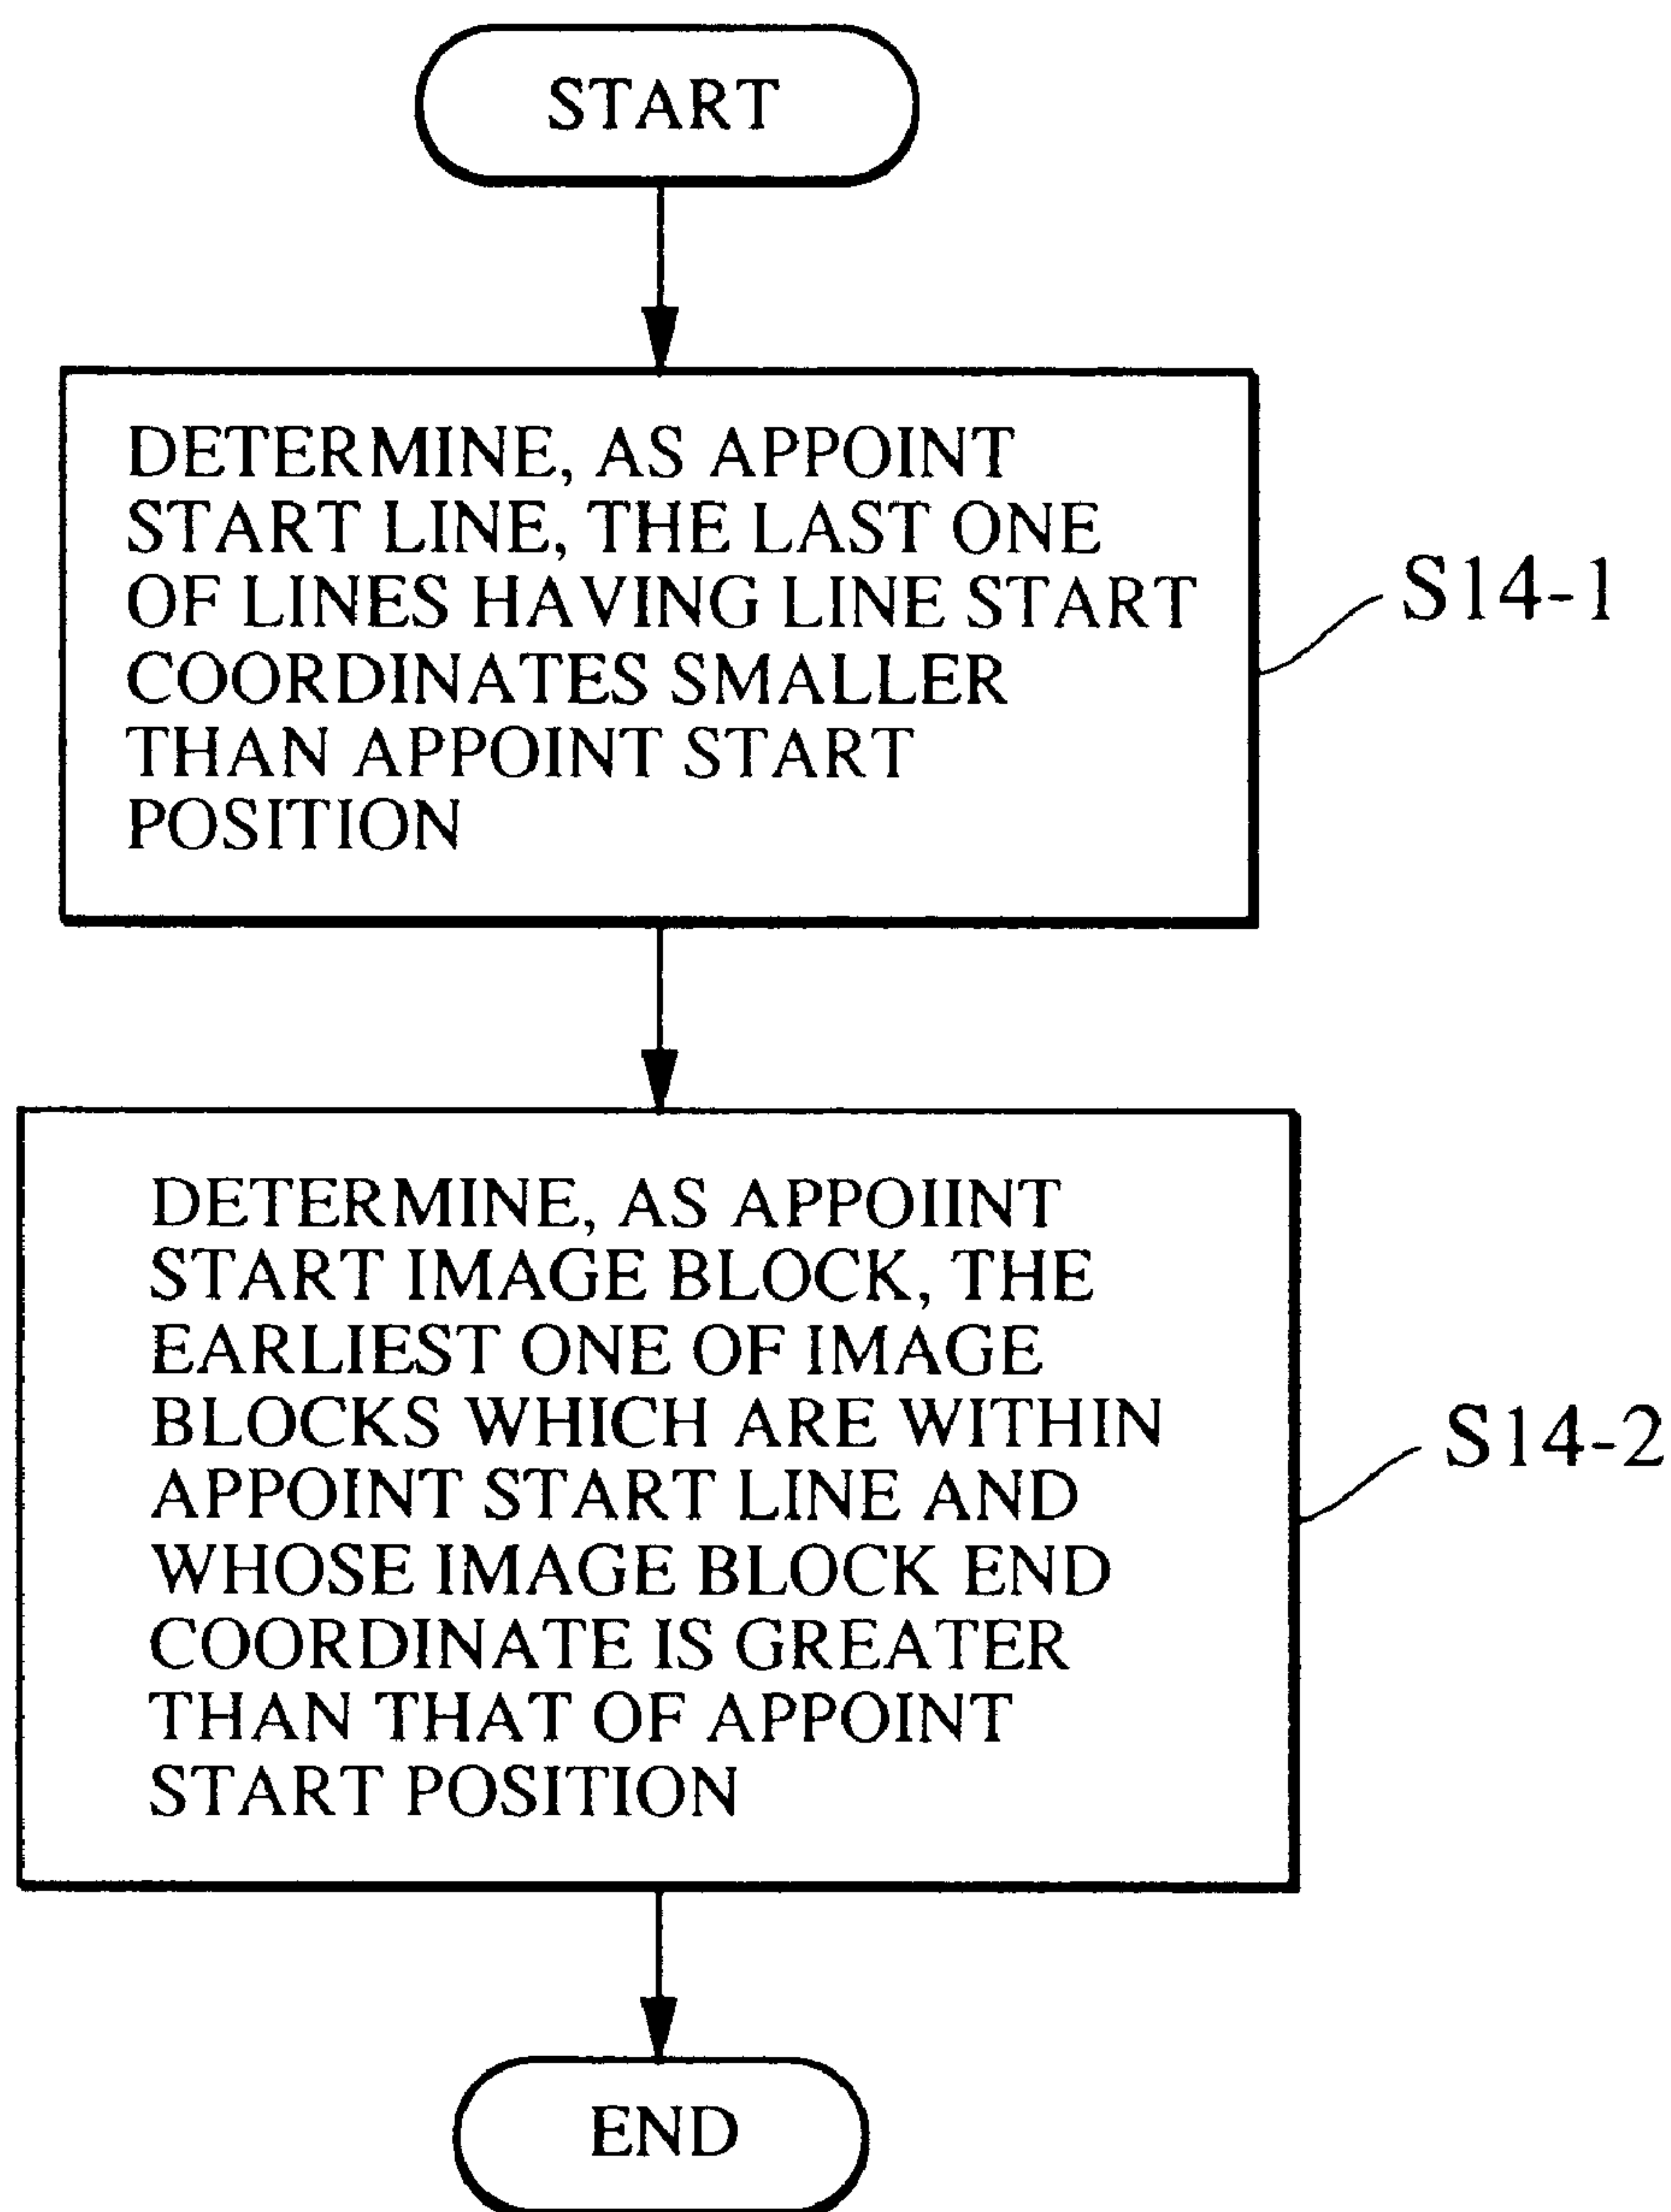 START
DETERMINE, AS APPOINT
START LINE, THE LAST ONE
OF LINES HAVING LINE START
COORDINATES SMALLER
THAN APPOINT START
POSITION
S14-1
DETERMINE, AS APPOIINT
START IMAGE BLOCK, THE
EARLIEST ONE OF IMAGE
BLOCKS WHICH ARE WITHIN
APPOINT START LINE AND
WHOSE IMAGE BLOCK END
COORDINATE IS GREATER
THAN THAT OF APPOINT
START POSITION
S14-2
END